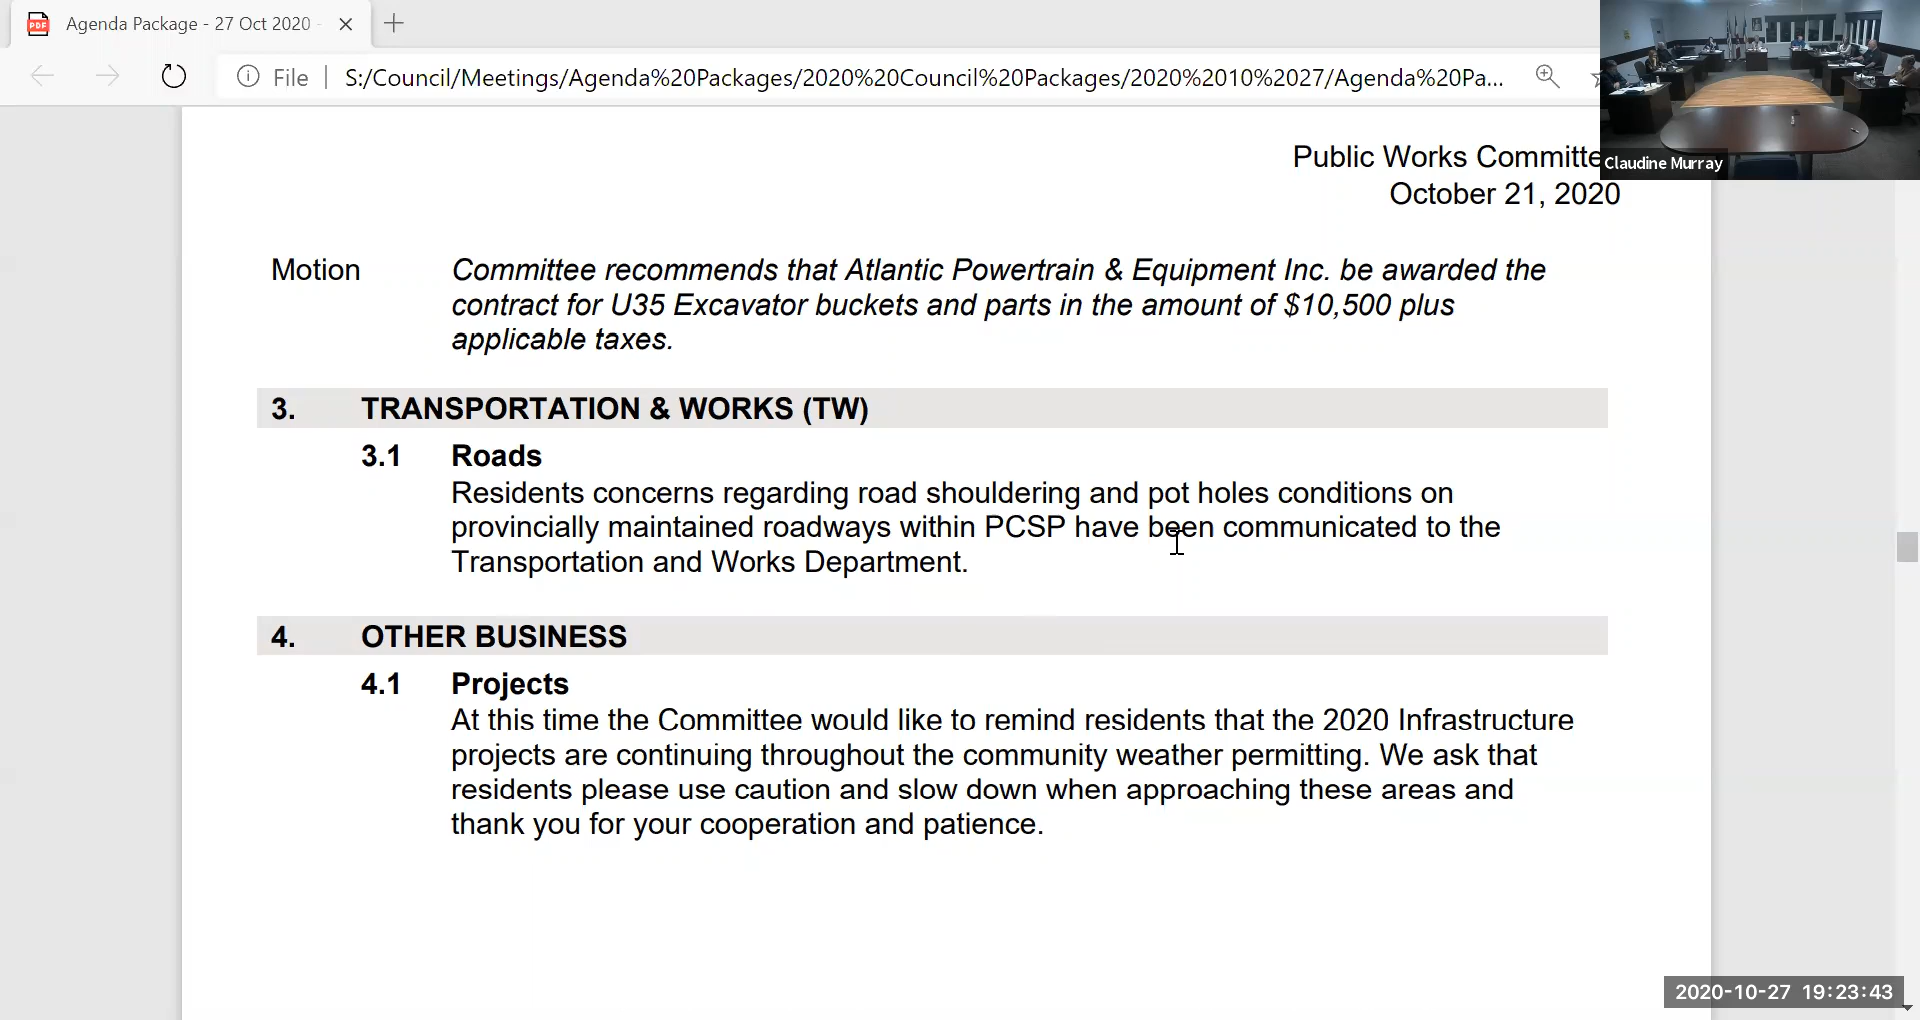 Agenda Package - 27 Oct 2020
File
S:/Council/Meetings/Agenda%20Packages/2020%20Council%20Packages/2020%2010%2027/Agenda%20Pa...
Claudine Murray
Public Works Committe
October 21, 2020
Motion
Committee recommends that Atlantic Powertrain & Equipment Inc. be awarded the
contract for U35 Excavator buckets and parts in the amount of $10,500 plus
applicable taxes.
3. TRANSPORTATION & WORKS (TW)
3.1 Roads
Residents concerns regarding road shouldering and pot holes conditions on
provincially maintained roadways within PCSP have been communicated to the
Transportation and Works Department.
4. OTHER BUSINESS
4.1 Projects
At this time the Committee would like to remind residents that the 2020 Infrastructure
projects are continuing throughout the community weather permitting. We ask that
residents please use caution and slow down when approaching these areas and
thank you for your cooperation and patience.
2020-10-27 19:23:43